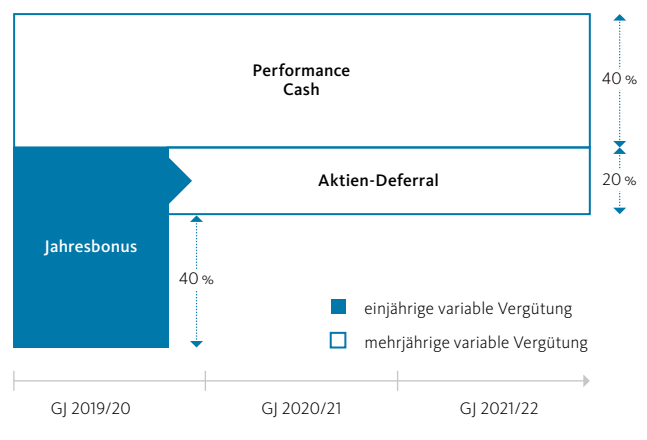 Performance
Cash
40 %
Aktien-Deferral
20 %
Jahresbonus
40 %
einjährige variable Vergütung
mehrjährige variable Vergütung
GJ 2019/20
GJ 2020/21
GJ 2021/22